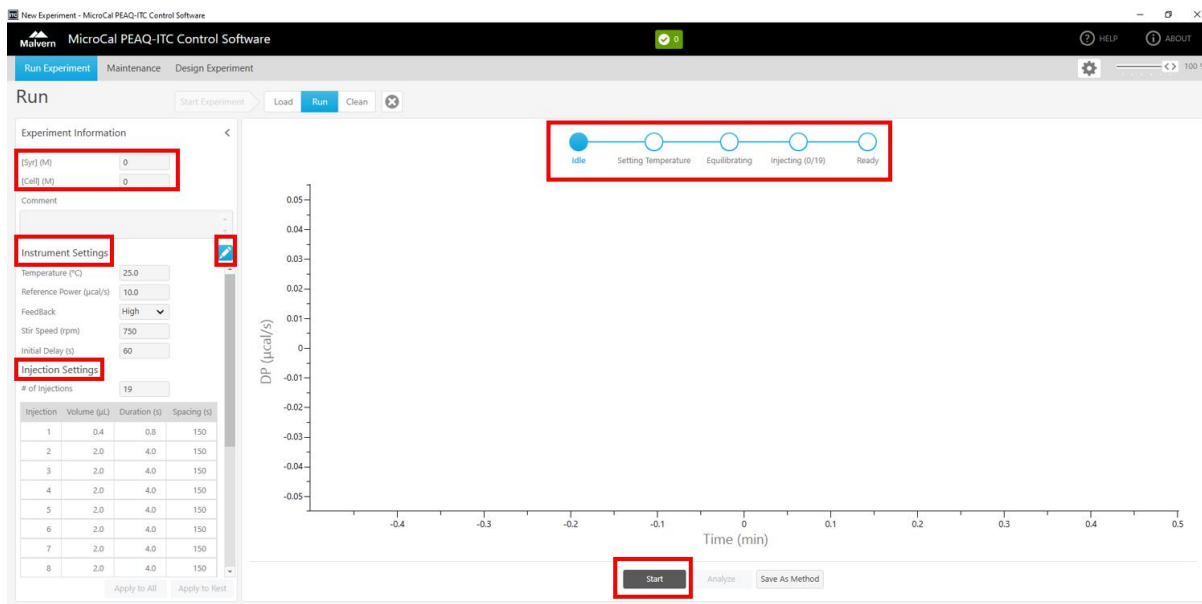 New Experiment - MicroCal PEAQ-ITC Control Software
Malvern MicroCal PEAQ-ITC Control Software 0 HELP ABOUT
Run Experiment Maintenance Design Experiment 100
Run Start Experiment Load Run Clean
Experiment Information
[Syr] (M) 0
[Cell] (M) 0
Comment
Instrument Settings
Temperature (°C) 25.0
Reference Power (µcal/s) 10.0
FeedBack High
Stir Speed (rpm) 750
Initial Delay (s) 60
Injection Settings
# of Injections 19
Injection Volume (µL) Duration (s) Spacing (s)
1 0.4 0.8 150
2 2.0 4.0 150
3 2.0 4.0 150
4 2.0 4.0 150
5 2.0 4.0 150
6 2.0 4.0 150
7 2.0 4.0 150
8 2.0 4.0 150
Apply to All Apply to Rest
Idle Setting Temperature Equilibrating Injecting (0/19) Ready
DP (µcal/s)
0.05
0.04
0.03
0.02
0.01
0
-0.01
-0.02
-0.03
-0.04
-0.05
-0.4 -0.3 -0.2 -0.1 0 0.1 0.2 0.3 0.4 0.5
Time (min)
Start Analyze Save As Method